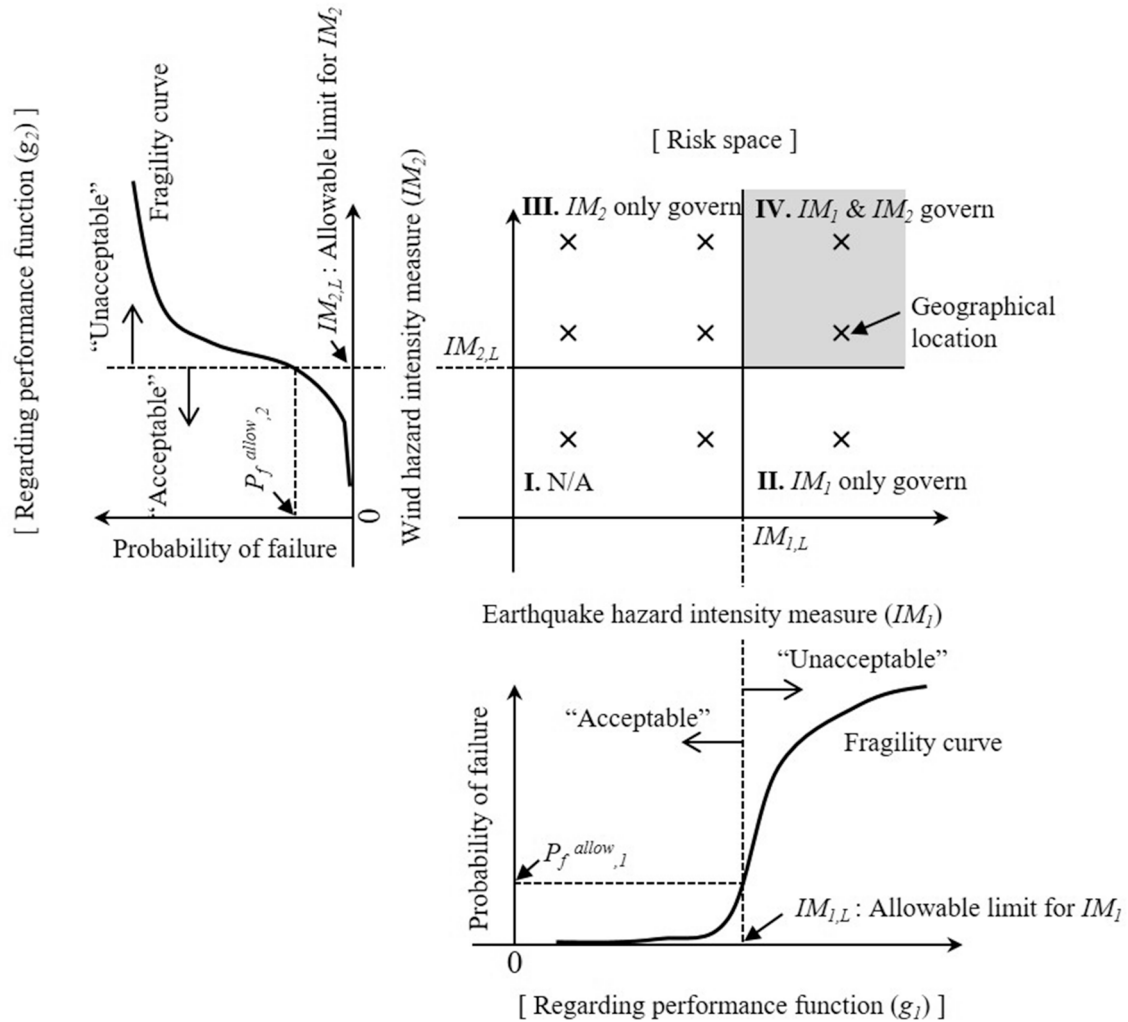 [ Regarding performance function (g2) ]
"Unacceptable"
"Acceptable"
Fragility curve
Pf allow,2
IM2,L : Allowable limit for IM2
Probability of failure
0
Wind hazard intensity measure (IM2)
[ Risk space ]
III. IM2 only govern
IV. IM1 & IM2 govern
Geographical
location
IM2,L
I. N/A
II. IM1 only govern
IM1,L
Earthquake hazard intensity measure (IM1)
"Unacceptable"
"Acceptable"
Fragility curve
Probability of failure
Pf allow,1
IM1,L : Allowable limit for IM1
0
[ Regarding performance function (g1) ]